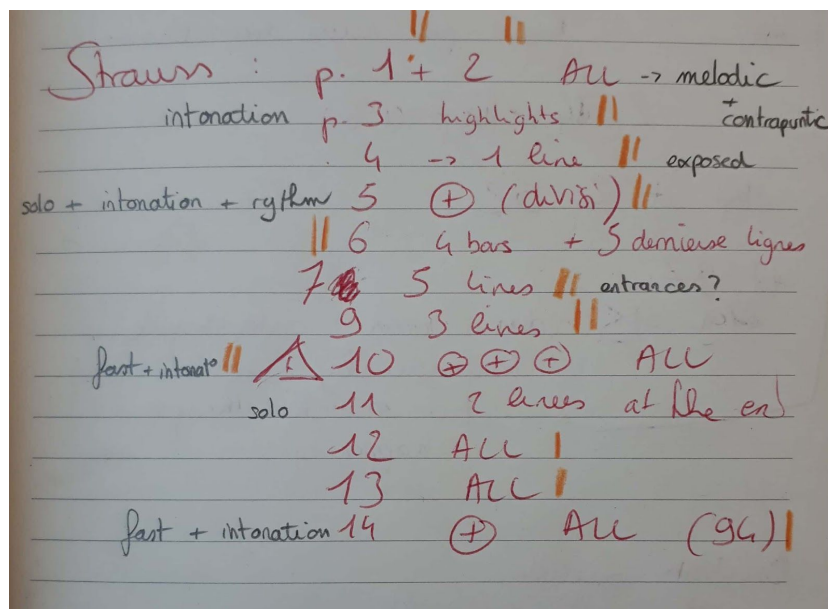 Strauss : p. 1 + 2 ALL -> melodic
intonation p. 3 highlights + contrapuntic
4 -> 1 line exposed
solo + intonation + rythm 5 + (divisi)
6 4 bars + 5 dernieuse lignes
7 5 lines entrances?
9 3 lines
fast + intonat° ! 10 + + + ALL
solo 11 2 lines at the end
12 ALL
13 ALL
fast + intonation 14 + ALL (94)